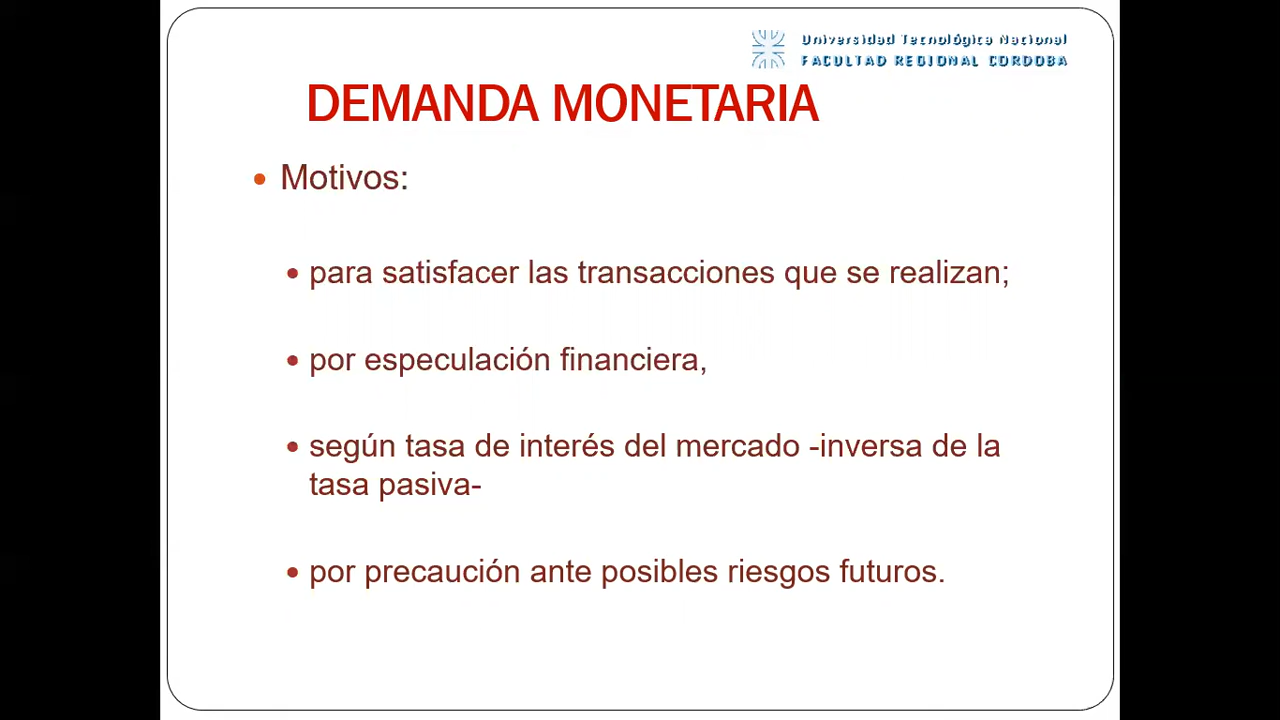 Universidad Tecnológica Nacional
FACULTAD REGIONAL CORDOBA
DEMANDA MONETARIA
• Motivos:
• para satisfacer las transacciones que se realizan;
• por especulación financiera,
• según tasa de interés del mercado -inversa de la
tasa pasiva-
• por precaución ante posibles riesgos futuros.